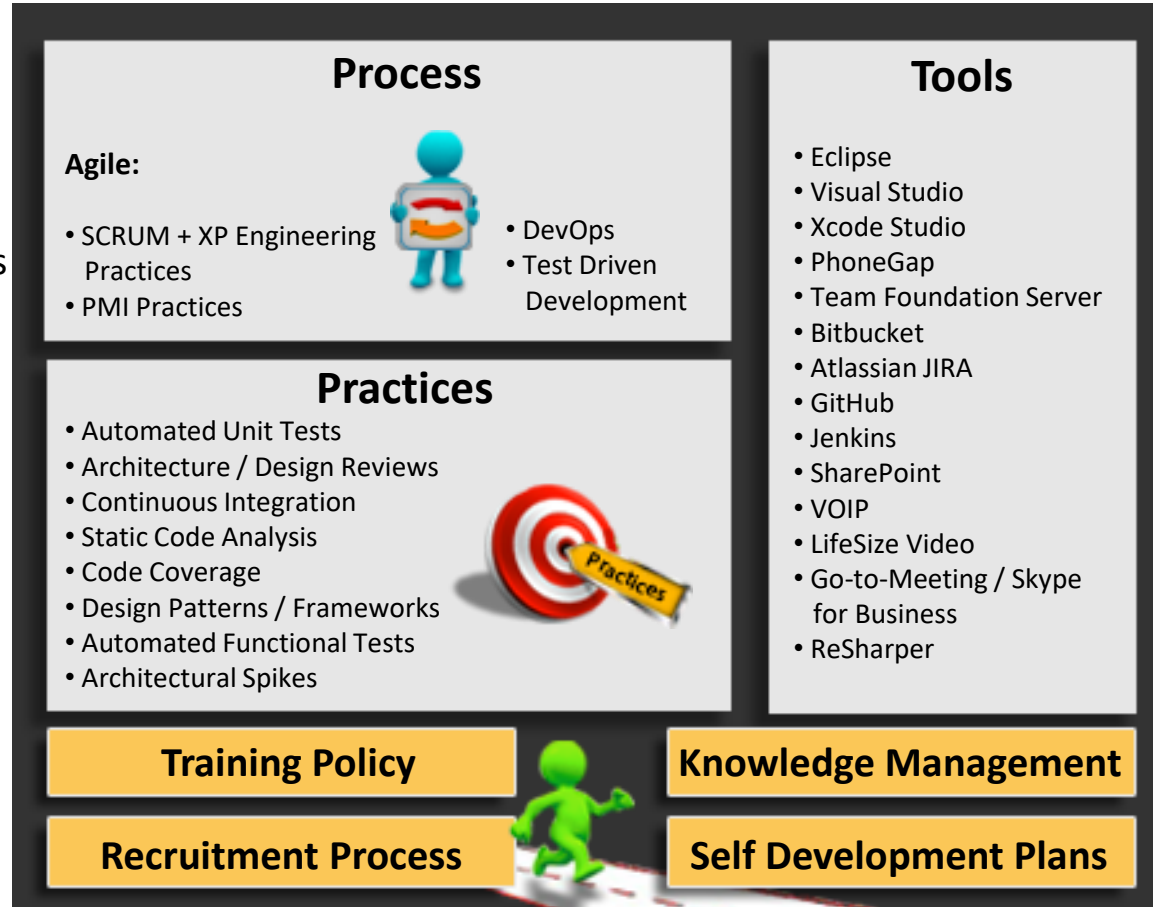 Process
Agile:
• SCRUM + XP Engineering
Practices
• PMI Practices
• DevOps
• Test Driven
Development
Practices
• Automated Unit Tests
• Architecture / Design Reviews
• Continuous Integration
• Static Code Analysis
• Code Coverage
• Design Patterns / Frameworks
• Automated Functional Tests
• Architectural Spikes
Practices
Tools
• Eclipse
• Visual Studio
• Xcode Studio
• PhoneGap
• Team Foundation Server
• Bitbucket
• Atlassian JIRA
• GitHub
• Jenkins
• SharePoint
• VOIP
• LifeSize Video
• Go-to-Meeting / Skype
for Business
• ReSharper
Training Policy
Knowledge Management
Recruitment Process
Self Development Plans